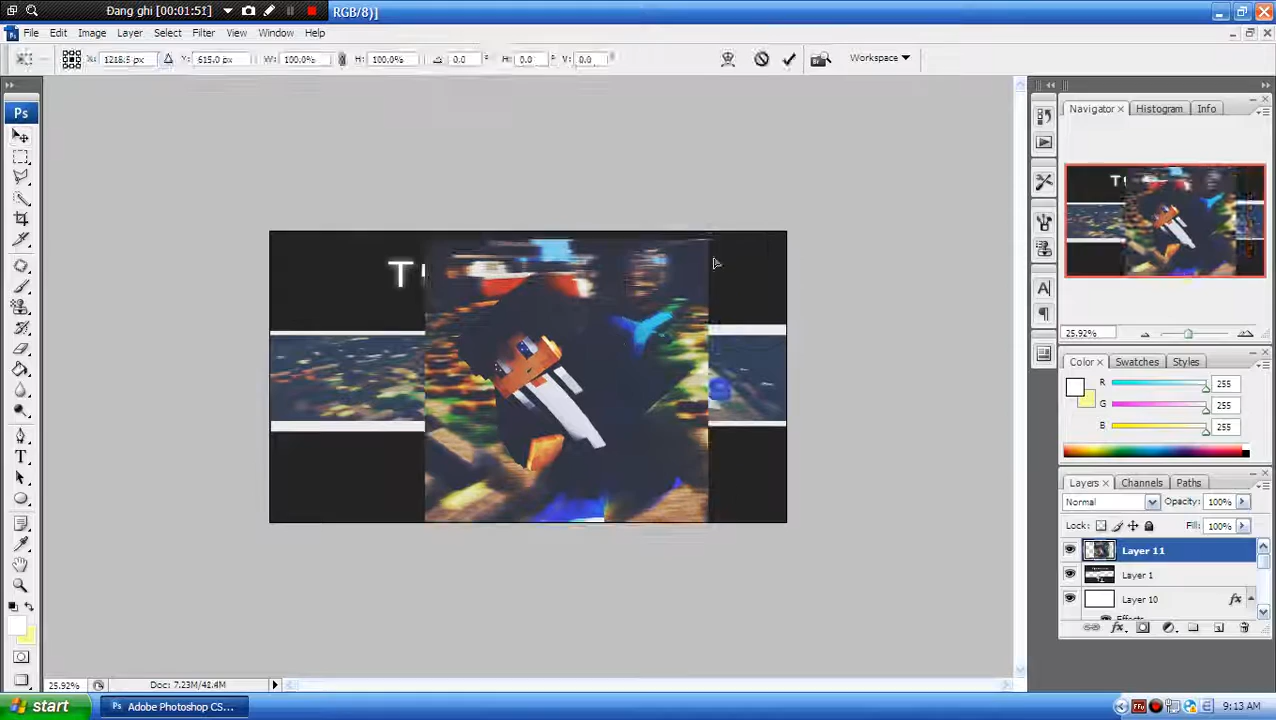 Đang ghi [00:01:51]
RGB/8)]
File Edit Image Layer Select Filter View Window Help
X: 1218.5 px Y: 615.0 px W: 100.0% H: 100.0% 0.0 ° H: 0.0 ° V: 0.0 °
Workspace
Ps
Navigator Histogram Info
T
25.92%
Color Swatches Styles
R 255
G 255
B 255
Layers Channels Paths
Normal Opacity: 100%
Lock: Fill: 100%
Layer 11
Layer 1
Layer 10 fx
Effects
25.92% Doc: 7.23M/41.4M
start Ps Adobe Photoshop CS... 9:13 AM